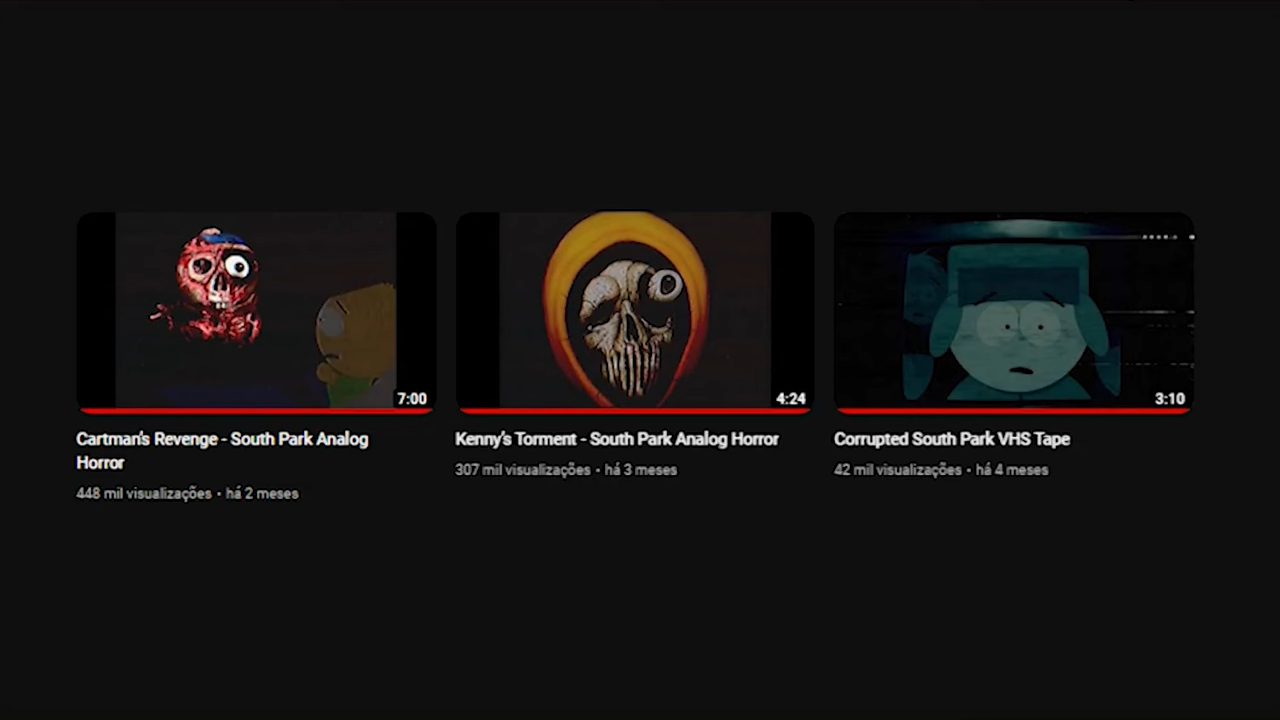 7:00
4:24
3:10
Cartman's Revenge - South Park Analog
Horror
448 mil visualizações • há 2 meses
Kenny's Torment - South Park Analog Horror
307 mil visualizações • há 3 meses
Corrupted South Park VHS Tape
42 mil visualizações • há 4 meses